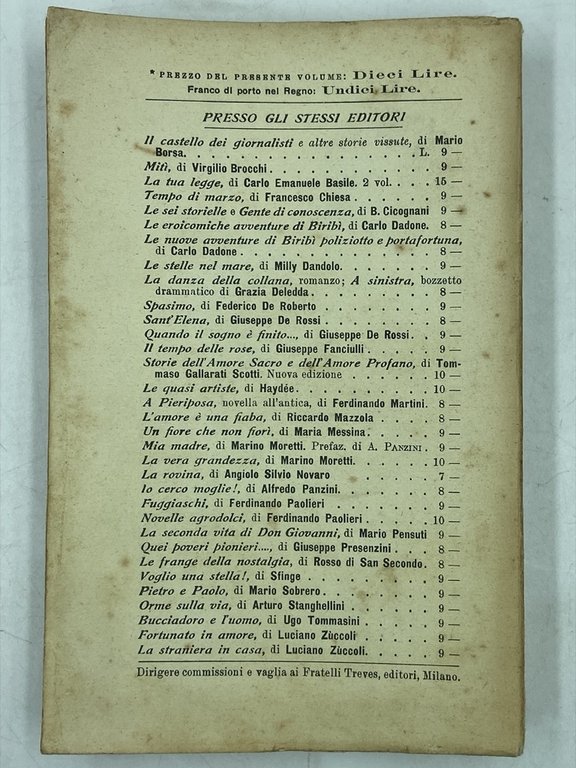 * PREZZO DEL PRESENTE VOLUME: Dieci Lire.
Franco di porto nel Regno: Undici Lire.
PRESSO GLI STESSI EDITORI
Il castello dei giornalisti e altre storie vissute, di Mario
Borsa. . . . . . . . . . . . . . . . . . L. 9 —
Mitì, di Virgilio Brocchi . . . . . . . . . . . . 9 —
La tua legge, di Carlo Emanuele Basile. 2 vol. . . . 15 —
Tempo di marzo, di Francesco Chiesa . . . . . . 9 —
Le sei storielle e Gente di conoscenza, di B. Cicognani 9 —
Le eroicomiche avventure di Biribì, di Carlo Dadone. 8 —
Le nuove avventure di Biribì poliziotto e portafortuna,
di Carlo Dadone . . . . . . . . . . . . . . 8 —
Le stelle nel mare, di Milly Dandolo. . . . . . . 9 —
La danza della collana, romanzo; A sinistra, bozzetto
drammatico di Grazia Deledda. . . . . . . . . 8 —
Spasimo, di Federico De Roberto . . . . . . . . 9 —
Sant'Elena, di Giuseppe De Rossi . . . . . . . . 8 —
Quando il sogno è finito..., di Giuseppe De Rossi. . 9 —
Il tempo delle rose, di Giuseppe Fanciulli . . . . . 9 —
Storie dell'Amore Sacro e dell'Amore Profano, di Tom-
maso Gallarati Scotti. Nuova edizione . . . . . . 10 —
Le quasi artiste, di Haydée. . . . . . . . . . . 10 —
A Pieriposa, novella all'antica, di Ferdinando Martini. 8 —
L'amore è una fiaba, di Riccardo Mazzola . . . . . 8 —
Un fiore che non fiorì, di Maria Messina. . . . . . 9 —
Mia madre, di Marino Moretti. Prefaz. di A. PANZINI . 9 —
La vera grandezza, di Marino Moretti. . . . . . . 10 —
La rovina, di Angiolo Silvio Novaro . . . . . . . 7 —
Io cerco moglie!, di Alfredo Panzini. . . . . . . . 8 —
Fuggiaschi, di Ferdinando Paolieri . . . . . . . . 9 —
Novelle agrodolci, di Ferdinando Paolieri . . . . . 10 —
La seconda vita di Don Giovanni, di Mario Pensuti 9 —
Quei poveri pionieri...., di Giuseppe Presenzini . . . 8 —
Le frange della nostalgia, di Rosso di San Secondo. 8 —
Voglio una stella!, di Sfinge . . . . . . . . . . 9 —
Pietro e Paolo, di Mario Sobrero. . . . . . . . . 9 —
Orme sulla via, di Arturo Stanghellini . . . . . . 9 —
Bucciadoro e l'uomo, di Ugo Tommasini . . . . . . 9 —
Fortunato in amore, di Luciano Zùccoli . . . . . . 9 —
La straniera in casa, di Luciano Zùccoli. . . . . . 9 —
Dirigere commissioni e vaglia ai Fratelli Treves, editori, Milano.